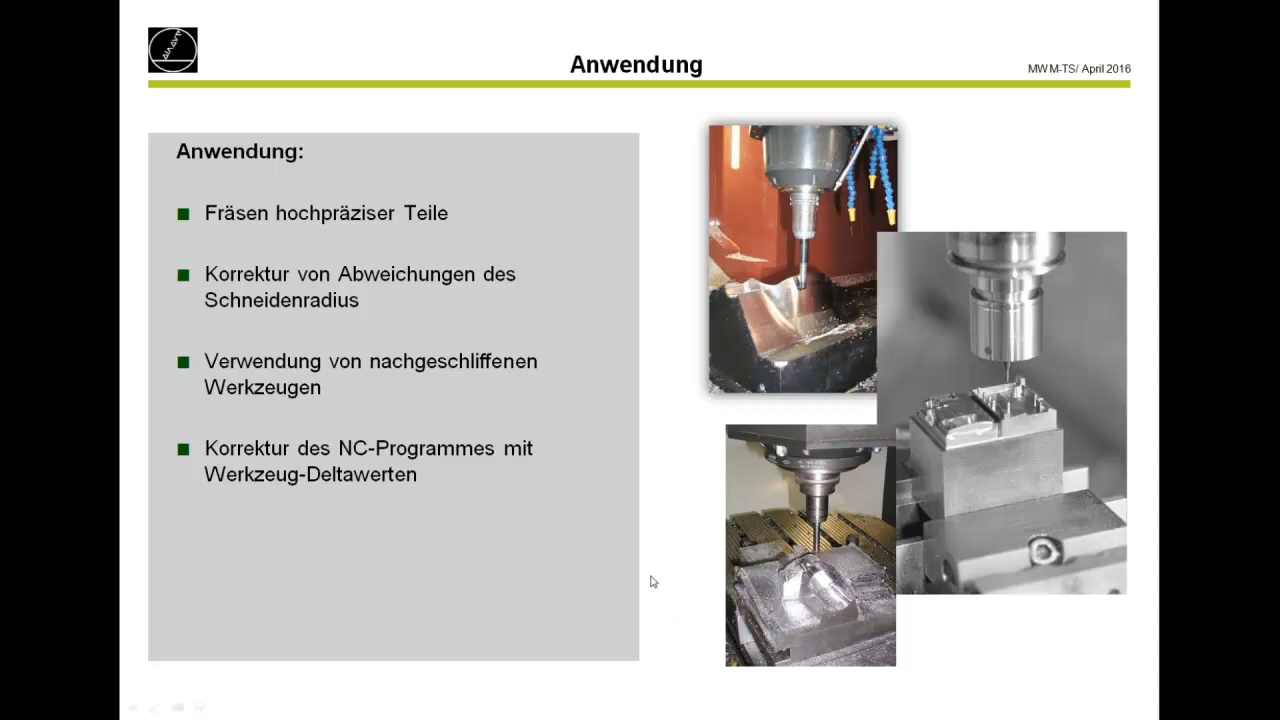 Anwendung
MWM-TS/ April 2016
Anwendung:
Fräsen hochpräziser Teile
Korrektur von Abweichungen des
Schneidenradius
Verwendung von nachgeschliffenen
Werkzeugen
Korrektur des NC-Programmes mit
Werkzeug-Deltawerten